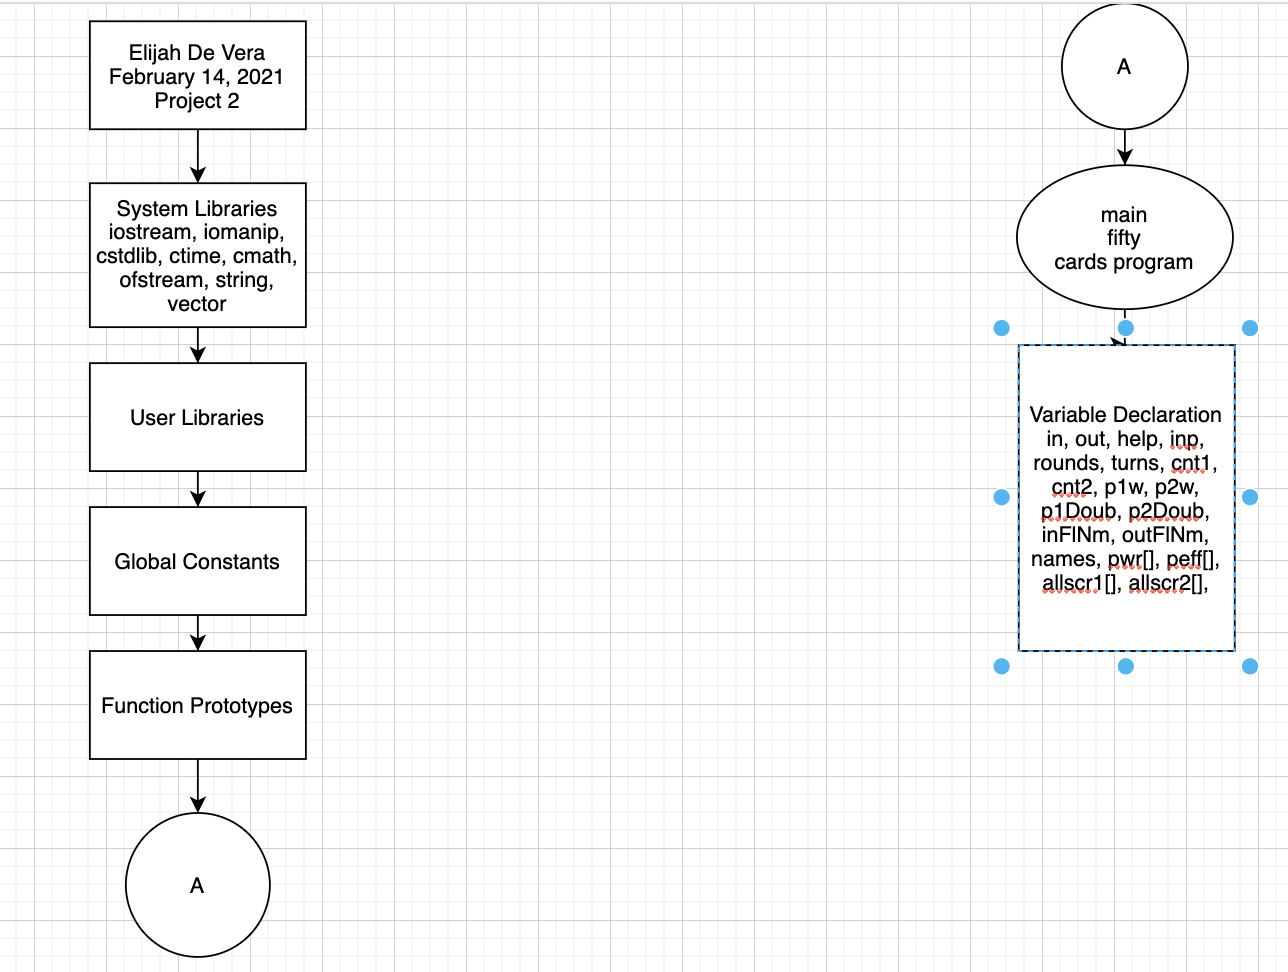 Elijah De Vera
February 14, 2021
Project 2
System Libraries
iostream, iomanip,
cstdlib, ctime, cmath,
ofstream, string,
vector
User Libraries
Global Constants
Function Prototypes
A
A
main
fifty
cards program
Variable Declaration
in, out, help, inp,
rounds, turns, cnt1,
cnt2, p1w, p2w,
p1Doub, p2Doub,
inFlNm, outFlNm,
names, pwr[], peff[],
allscr1[], allscr2[],